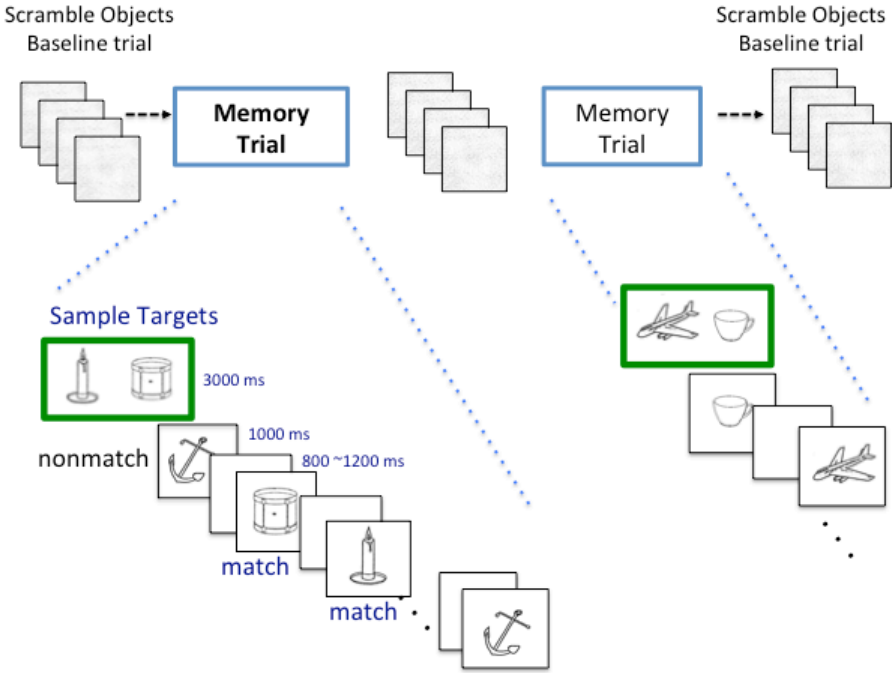 Scramble Objects
Baseline trial
Scramble Objects
Baseline trial
Memory
Trial
Memory
Trial
Sample Targets
3000 ms
nonmatch
1000 ms
800 ~1200 ms
match
match